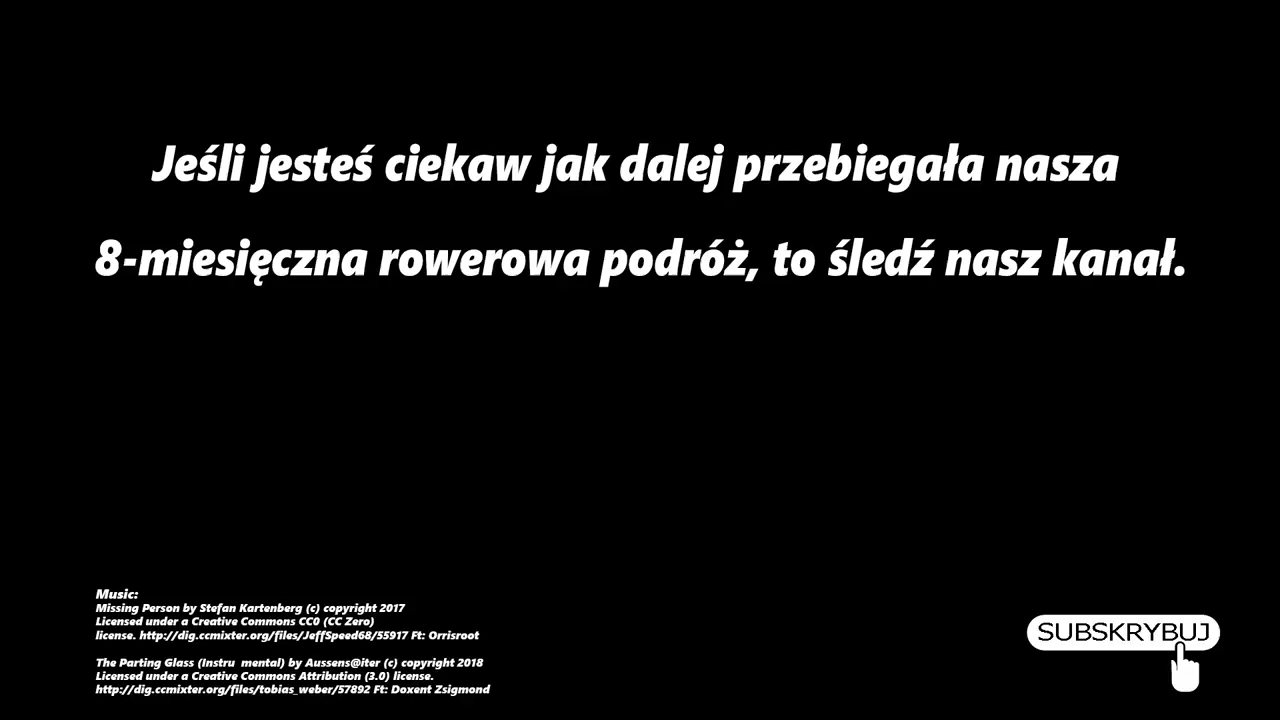 Jeśli jesteś ciekaw jak dalej przebiegała nasza
8-miesięczna rowerowa podróż, to śledź nasz kanał.
Music:
Missing Person by Stefan Kartenberg (c) copyright 2017
Licensed under a Creative Commons CC0 (CC Zero)
license. http://dig.ccmixter.org/files/JeffSpeed68/55917 Ft: Orrisroot
The Parting Glass (Instru mental) by Aussens@iter (c) copyright 2018
Licensed under a Creative Commons Attribution (3.0) license.
http://dig.ccmixter.org/files/tobias_weber/57892 Ft: Doxent Zsigmond
SUBSKRYBUJ